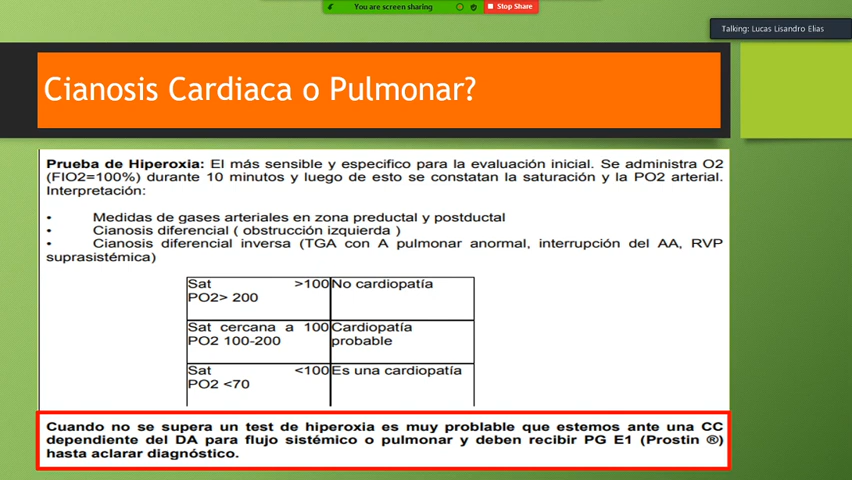 You are screen sharing
Stop Share
Talking: Lucas Lisandro Elias
Cianosis Cardiaca o Pulmonar?
Prueba de Hiperoxia: El más sensible y especifico para la evaluación inicial. Se administra O2
(FIO2=100%) durante 10 minutos y luego de esto se constatan la saturación y la PO2 arterial.
Interpretación:
• Medidas de gases arteriales en zona preductal y postductal
• Cianosis diferencial ( obstrucción izquierda )
• Cianosis diferencial inversa (TGA con A pulmonar anormal, interrupción del AA, RVP
suprasistémica)
Sat >100 No cardiopatía
PO2> 200
Sat cercana a 100 Cardiopatía
PO2 100-200 probable
Sat <100 Es una cardiopatía
PO2 <70
Cuando no se supera un test de hiperoxia es muy problable que estemos ante una CC
dependiente del DA para flujo sistémico o pulmonar y deben recibir PG E1 (Prostin ®)
hasta aclarar diagnóstico.